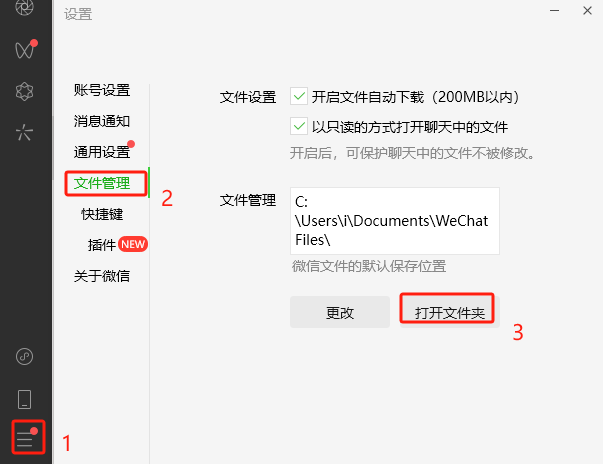 设置
账号设置
消息通知
通用设置
文件管理
2
快捷键
插件 NEW
关于微信
文件设置
开启文件自动下载（200MB以内）
以只读的方式打开聊天中的文件
开启后，可保护聊天中的文件不被修改。
文件管理
C:
\Users\i\Documents\WeChat
Files\
微信文件的默认保存位置
更改
打开文件夹
3
1